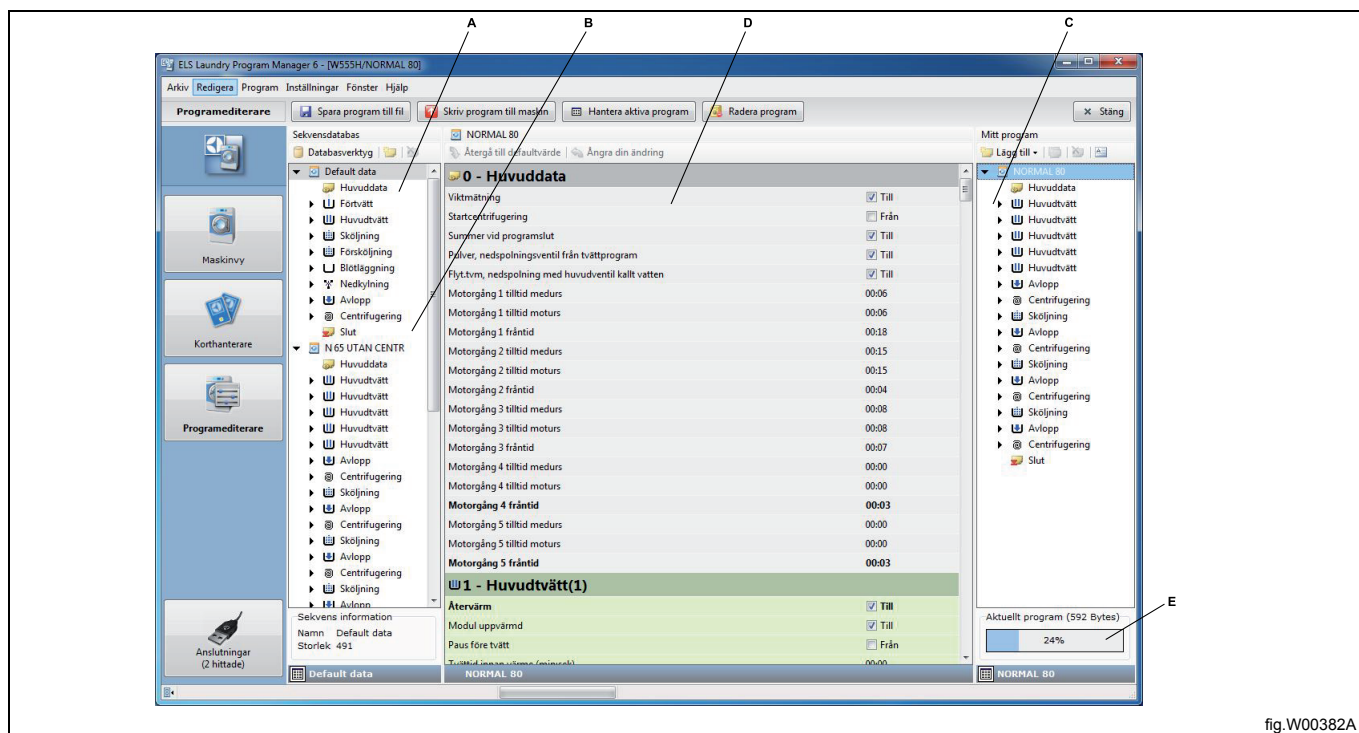 A B D C
ELS Laundry Program Manager 6 - [W555H/NORMAL 80]
Arkiv Redigera Program Inställningar Fönster Hjälp
Programediterare Spara program till fil Skriv program till maskin Hantera aktiva program Radera program Stäng
Maskinvy
Korthanterare
Programediterare
Anslutningar
(2 hittade)
Sekvensdatabas
Databasverktyg
Default data
Huvuddata
Förtvätt
Huvudtvätt
Sköljning
Försköljning
Blötläggning
Nedkylning
Avlopp
Centrifugering
Slut
N 65 UTAN CENTR
Huvuddata
Huvudtvätt
Huvudtvätt
Huvudtvätt
Huvudtvätt
Huvudtvätt
Avlopp
Centrifugering
Sköljning
Avlopp
Centrifugering
Sköljning
Avlopp
Centrifugering
Sköljning
Avlopp
Sekvens information
Namn Default data
Storlek 491
Default data
NORMAL 80
Återgå till defaultvärde Ångra din ändring
0 - Huvuddata
Viktmätning Till
Startcentrifugering Från
Summer vid programslut Till
Pulver, nedspolningsventil från tvättprogram Till
Flyt.tvm, nedspolning med huvudventil kallt vatten Till
Motorgång 1 tilltid medurs 00:06
Motorgång 1 tilltid moturs 00:06
Motorgång 1 fråntid 00:18
Motorgång 2 tilltid medurs 00:15
Motorgång 2 tilltid moturs 00:15
Motorgång 2 fråntid 00:04
Motorgång 3 tilltid medurs 00:08
Motorgång 3 tilltid moturs 00:08
Motorgång 3 fråntid 00:07
Motorgång 4 tilltid medurs 00:00
Motorgång 4 tilltid moturs 00:00
Motorgång 4 fråntid 00:03
Motorgång 5 tilltid medurs 00:00
Motorgång 5 tilltid moturs 00:00
Motorgång 5 fråntid 00:03
1 - Huvudtvätt(1)
Återvärm Till
Modul uppvärmd Till
Paus före tvätt Från
Tvättid innan värme (min:sek) 00:00
NORMAL 80
Mitt program
Lägg till
NORMAL 80
Huvuddata
Huvudtvätt
Huvudtvätt
Huvudtvätt
Huvudtvätt
Huvudtvätt
Avlopp
Centrifugering
Sköljning
Avlopp
Centrifugering
Sköljning
Avlopp
Centrifugering
Sköljning
Avlopp
Centrifugering
Slut
E
Aktuellt program (592 Bytes)
24%
NORMAL 80
fig.W00382A